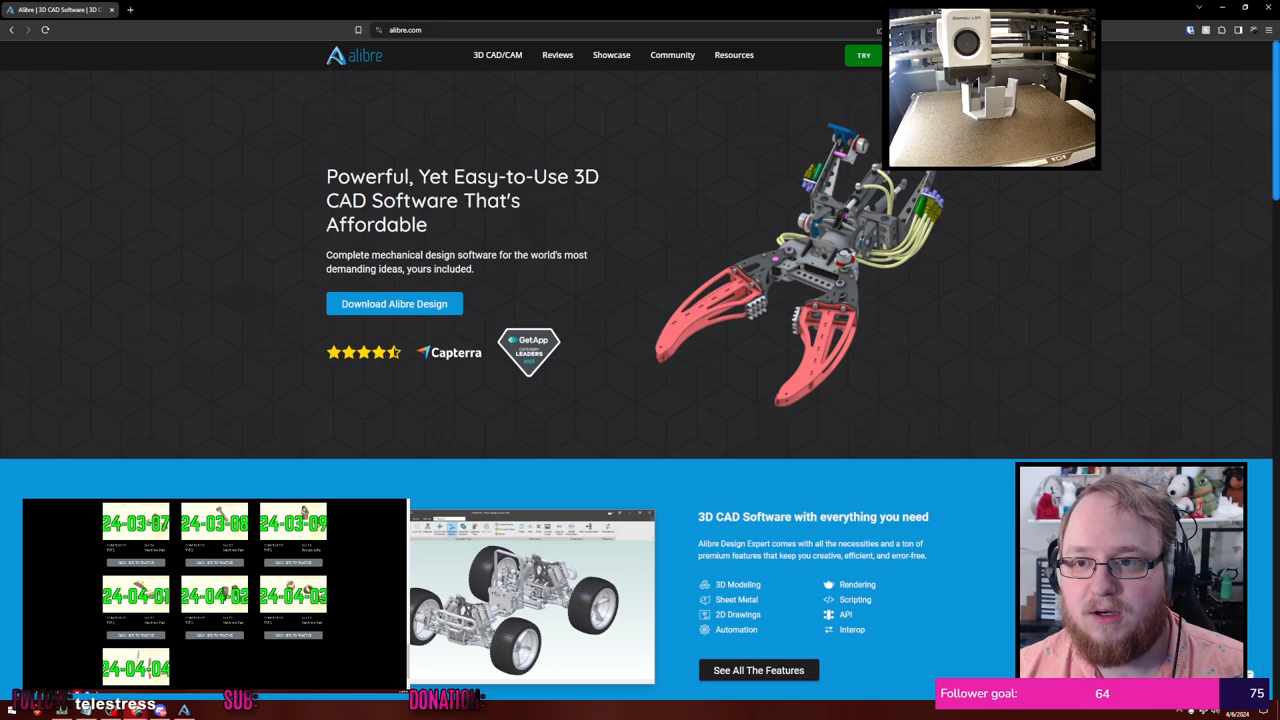 Alibre | 3D CAD Software | 3D C
alibre.com
alibre
3D CAD/CAM
Reviews
Showcase
Community
Resources
TRY
Powerful, Yet Easy-to-Use 3D
CAD Software That's
Affordable
Complete mechanical design software for the world's most
demanding ideas, yours included.
Download Alibre Design
Capterra
GetApp
CATEGORY
LEADERS
24-03-07
24-03-08
24-03-09
24-04-01
24-04-02
24-04-03
24-04-04
3D CAD Software with everything you need
Alibre Design Expert comes with all the necessities and a ton of
premium features that keep you creative, efficient, and error-free.
3D Modeling
Rendering
Sheet Metal
Scripting
2D Drawings
API
Automation
Interop
See All The Features
FOLLOW:
telestress
SUB:
DONATION:
Follower goal:
64
75
4/6/2024